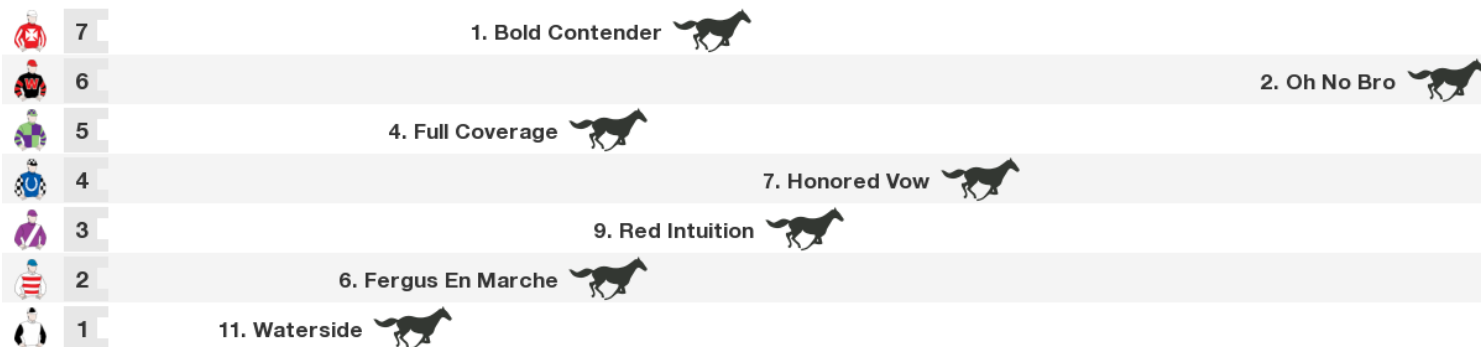 7 1. Bold Contender
W 6 2. Oh No Bro
5 4. Full Coverage
4 7. Honored Vow
3 9. Red Intuition
2 6. Fergus En Marche
1 11. Waterside